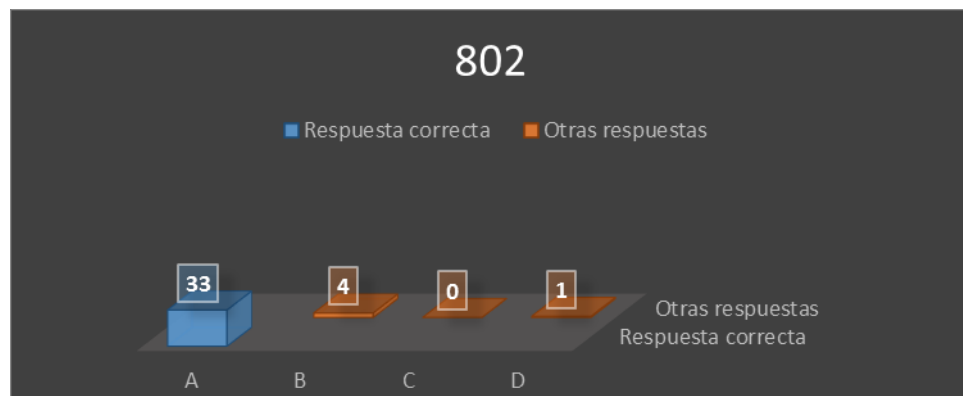 802
Respuesta correcta Otras respuestas
33 4 0 1
Otras respuestas
Respuesta correcta
A B C D